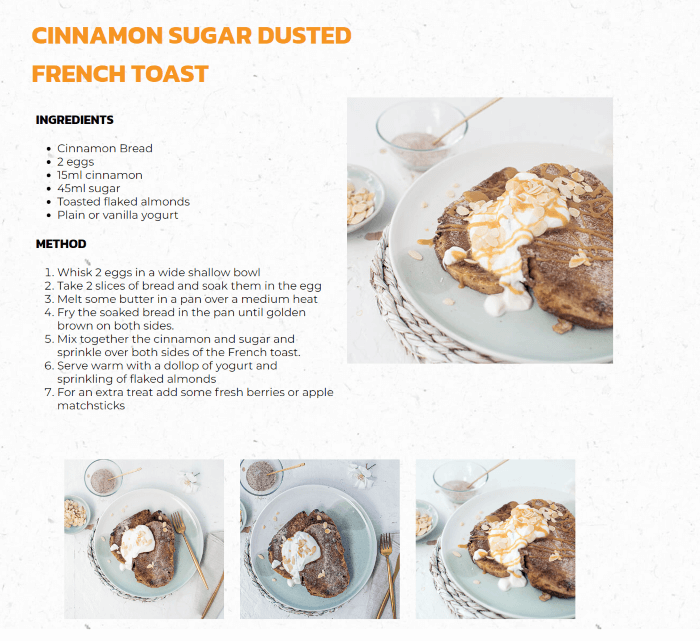 CINNAMON SUGAR DUSTED
FRENCH TOAST
INGREDIENTS
• Cinnamon Bread
• 2 eggs
• 15ml cinnamon
• 45ml sugar
• Toasted flaked almonds
• Plain or vanilla yogurt
METHOD
1. Whisk 2 eggs in a wide shallow bowl
2. Take 2 slices of bread and soak them in the egg
3. Melt some butter in a pan over a medium heat
4. Fry the soaked bread in the pan until golden
brown on both sides.
5. Mix together the cinnamon and sugar and
sprinkle over both sides of the French toast.
6. Serve warm with a dollop of yogurt and
sprinkling of flaked almonds
7. For an extra treat add some fresh berries or apple
matchsticks